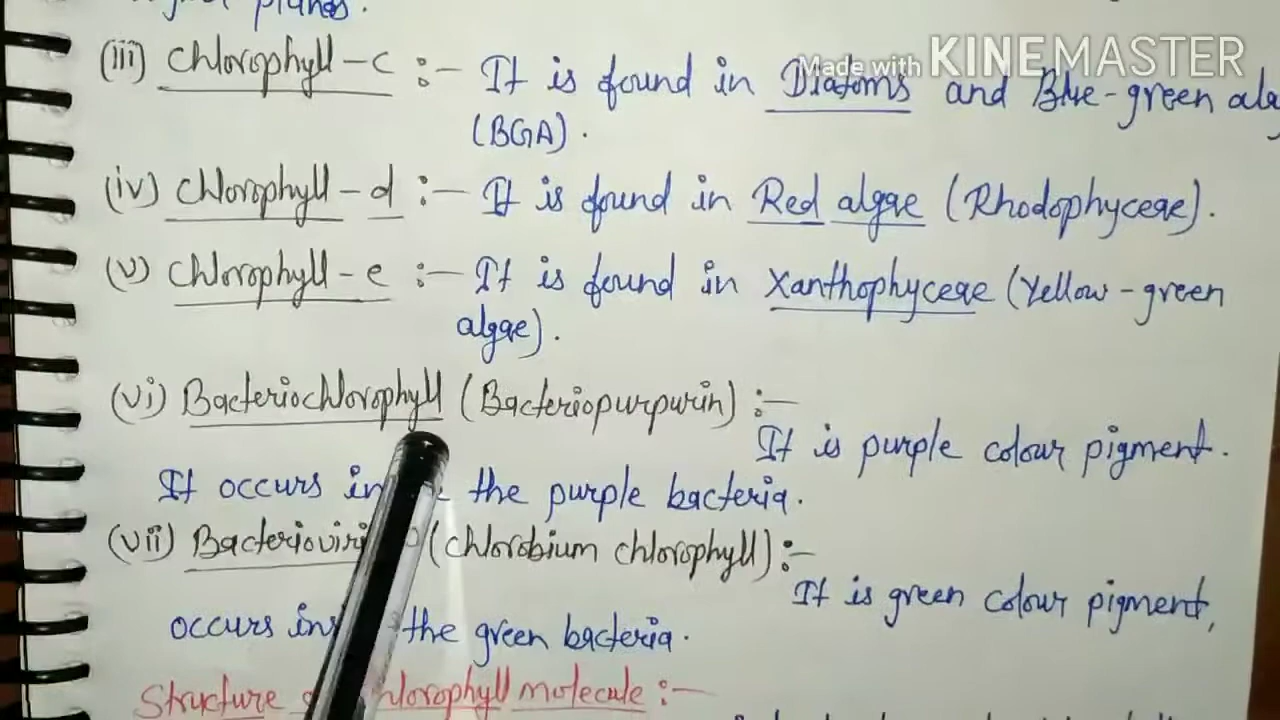 Made with KINEMASTER
(iii) Chlorophyll-c :- It is found in Diatoms and Blue-green
(BGA).
(iv) Chlorophyll-d :- It is found in Red algae (Rhodophyceae).
(v) Chlorophyll-e :- It is found in Xanthophyceae (Yellow-green
algae).
(vi) Bacteriochlorophyll (Bacteriopurpurin) :-
It is purple colour pigment.
It occurs in the purple bacteria.
(vii) (Chlorobium chlorophyll) :-
It is green colour pigment,
occurs the green bacteria.
Structure molecule :-